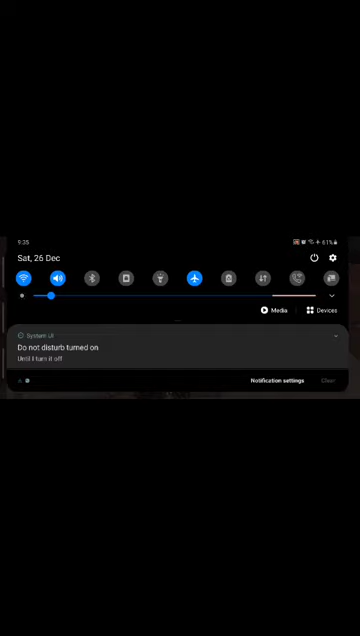 9:35
61%
Sat, 26 Dec
Media
Devices
System UI
Do not disturb turned on
Until I turn it off
Notification settings
Clear